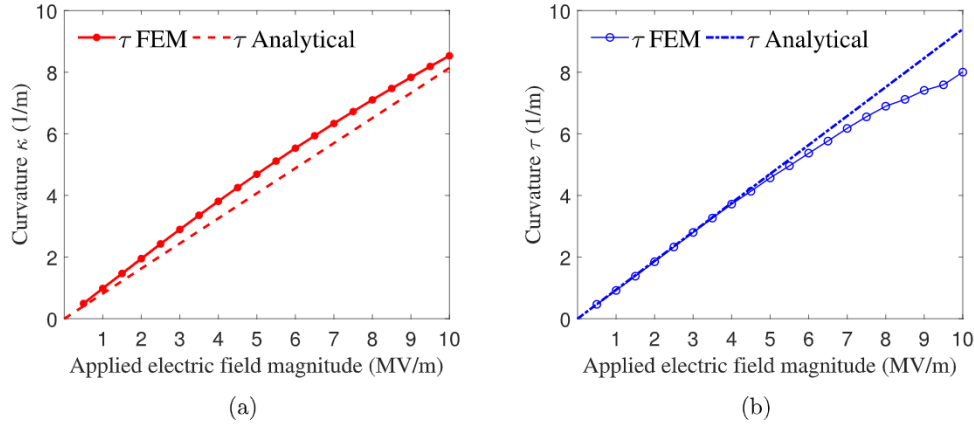 τ FEM τ Analytical
Curvature κ (1/m)
10
8
6
4
2
0
1 2 3 4 5 6 7 8 9 10
Applied electric field magnitude (MV/m)
(a)
τ FEM τ Analytical
Curvature τ (1/m)
10
8
6
4
2
0
1 2 3 4 5 6 7 8 9 10
Applied electric field magnitude (MV/m)
(b)